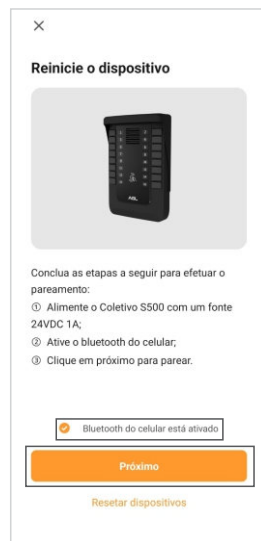 Reinicie o dispositivo
AGL
Conclua as etapas a seguir para efetuar o
pareamento:
① Alimente o Coletivo S500 com um fonte
24VDC 1A;
② Ative o bluetooth do celular;
③ Clique em próximo para parear.
Bluetooth do celular está ativado
Próximo
Resetar dispositivos